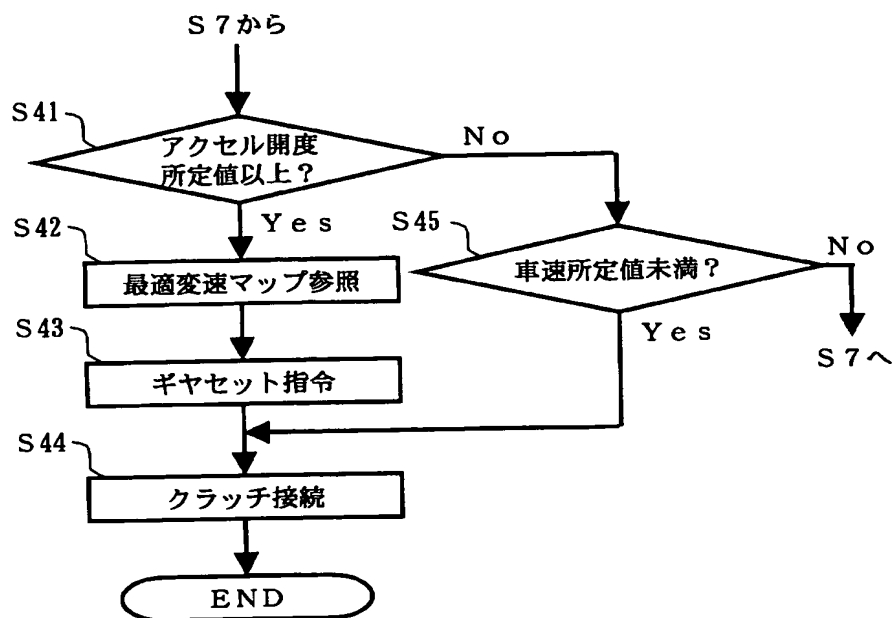 S7から
S41
アクセル開度
所定値以上？
No
Yes
S42
最適変速マップ参照
S43
ギヤセット指令
S45
車速所定値未満？
No
Yes
S7へ
S44
クラッチ接続
END